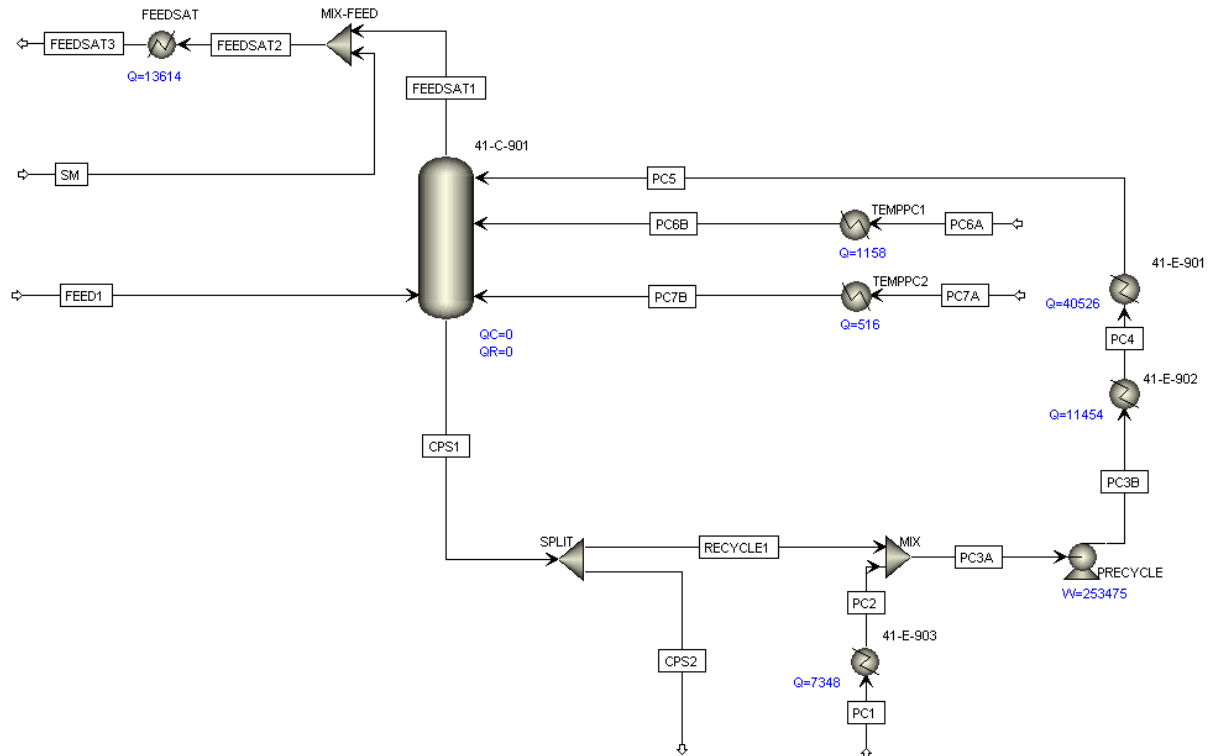 FEEDSAT
MIX-FEED
FEEDSAT3
FEEDSAT2
Q=13614
FEEDSAT1
41-C-901
SM
PC5
TEMPPC1
PC6B
PC6A
Q=1158
41-E-901
TEMPPC2
FEED1
PC7B
PC7A
Q=40526
Q=516
QC=0
QR=0
PC4
41-E-902
Q=11454
CPS1
PC3B
SPLIT
RECYCLE1
MIX
PC3A
PRECYCLE
W=253475
PC2
41-E-903
CPS2
Q=7348
PC1